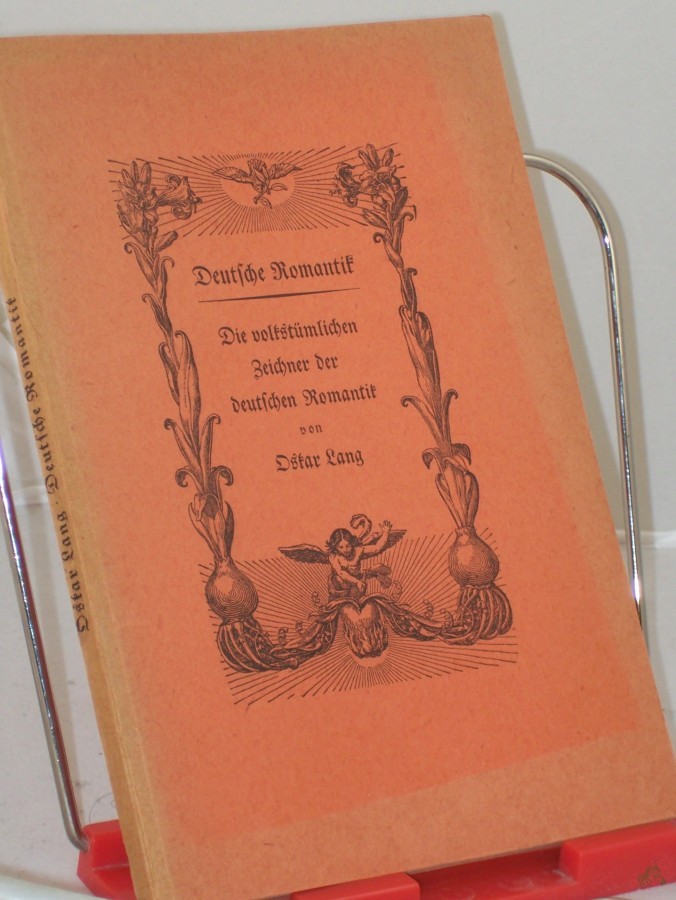 Deutsche Romantik
Die volkstümlichen
Zeichner der
deutschen Romantik
von
Oskar Lang
Oskar Lang · Deutsche Romantik